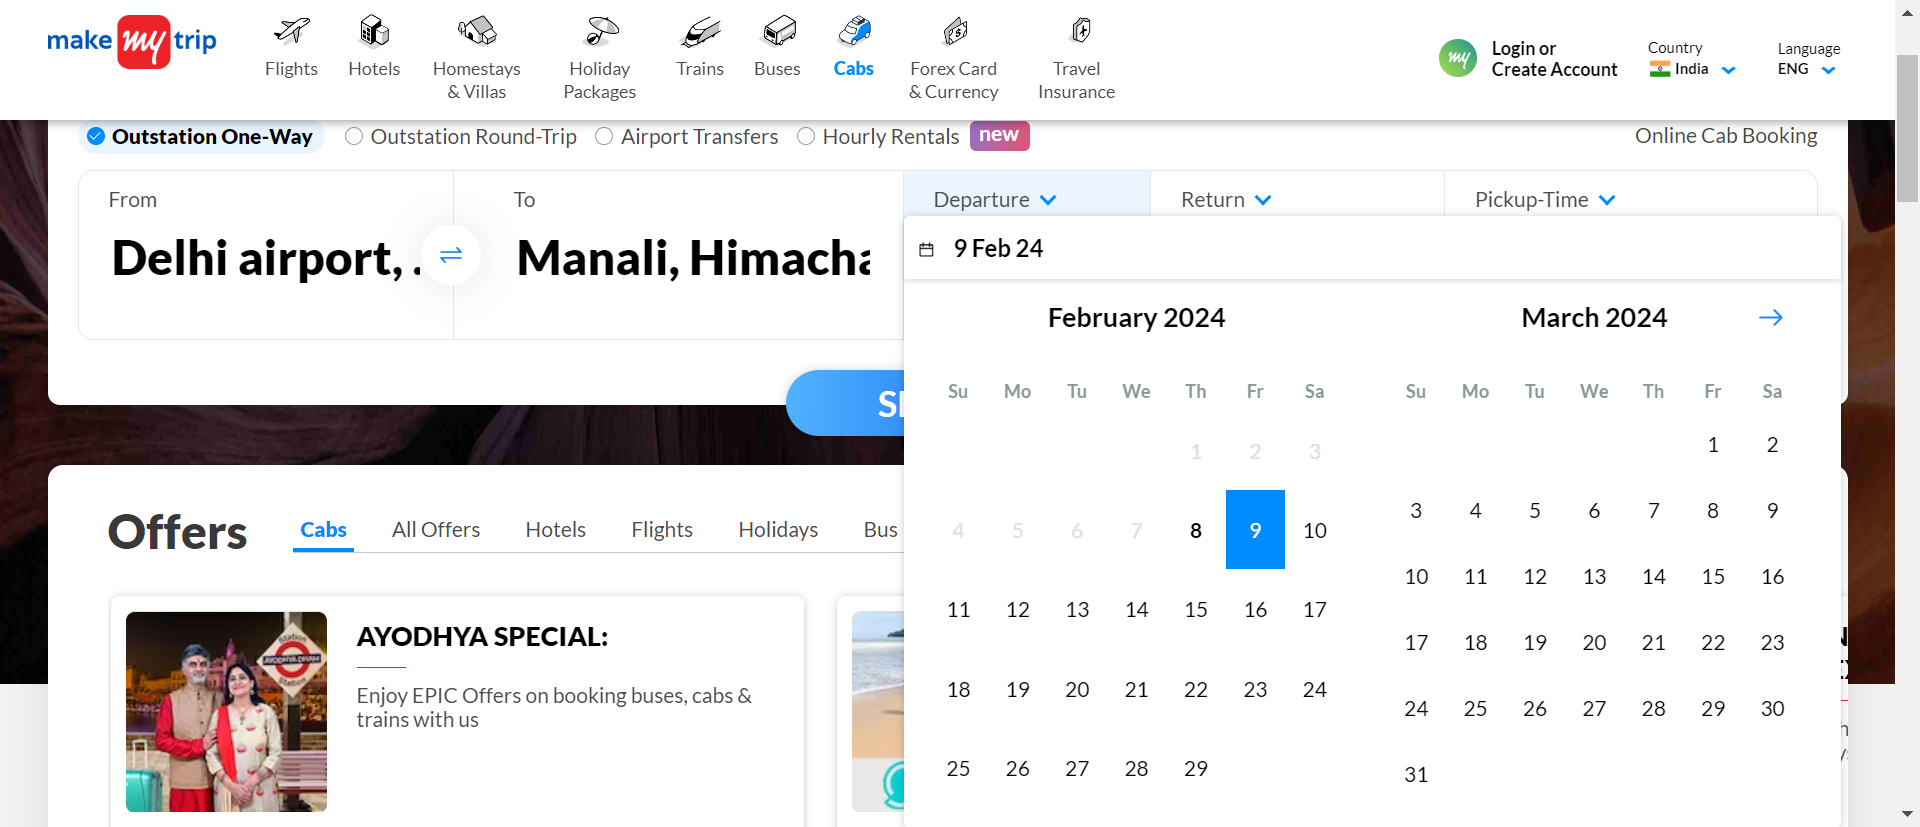 make my trip
Flights
Hotels
Homestays
& Villas
Holiday
Packages
Trains
Buses
Cabs
Forex Card
& Currency
Travel
Insurance
my
Login or
Create Account
Country
India
Language
ENG
Outstation One-Way
Outstation Round-Trip
Airport Transfers
Hourly Rentals
new
Online Cab Booking
From
Delhi airport, .
To
Manali, Himacha
Departure
Return
Pickup-Time
9 Feb 24
February 2024
Su Mo Tu We Th Fr Sa
1 2 3
4 5 6 7 8 9 10
11 12 13 14 15 16 17
18 19 20 21 22 23 24
25 26 27 28 29
March 2024
Su Mo Tu We Th Fr Sa
1 2
3 4 5 6 7 8 9
10 11 12 13 14 15 16
17 18 19 20 21 22 23
24 25 26 27 28 29 30
31
Offers
Cabs
All Offers
Hotels
Flights
Holidays
Bus
Station
AYODHYA DHAM
Station
AYODHYA SPECIAL:
Enjoy EPIC Offers on booking buses, cabs &
trains with us